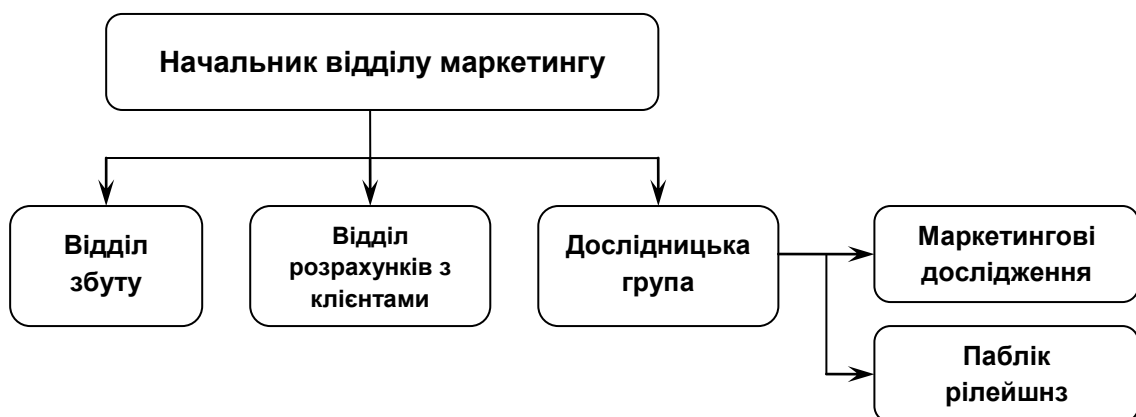 Начальник відділу маркетингу
Відділ
збуту
Відділ
розрахунків з
клієнтами
Дослідницька
група
Маркетингові
дослідження
Паблік
рілейшнз